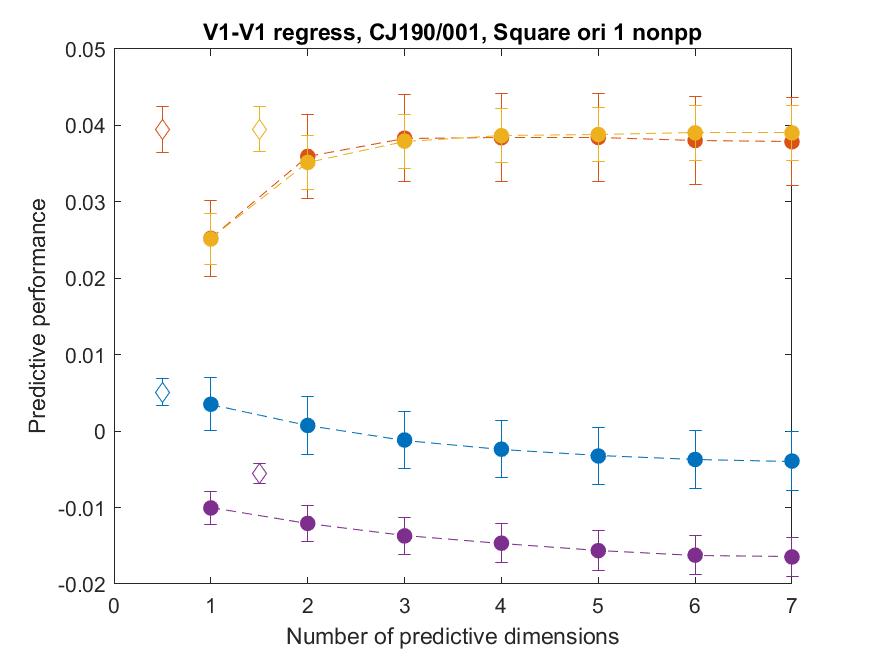 V1-V1 regress, CJ190/001, Square ori 1 nonpp
0.05
0.04
0.03
0.02
0.01
0
-0.01
-0.02
Predictive performance
0 1 2 3 4 5 6 7
Number of predictive dimensions